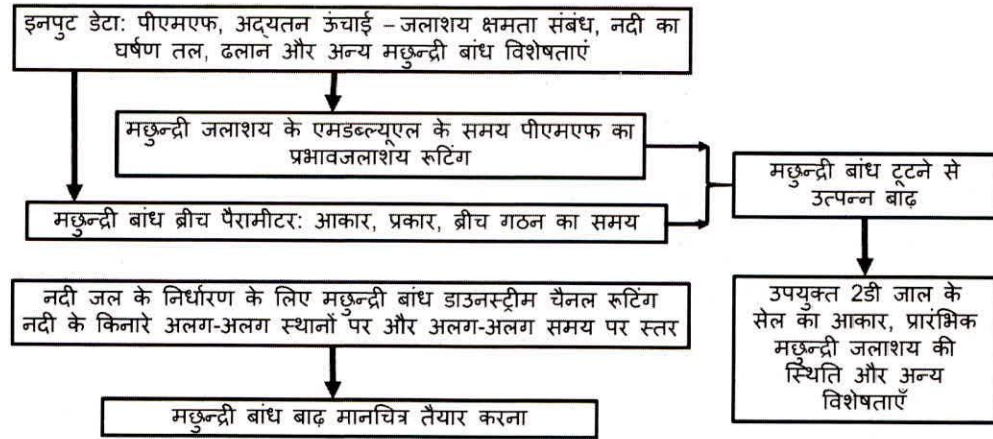 इनपुट डेटा: पीएमएफ, अद्यतन ऊंचाई – जलाशय क्षमता संबंध, नदी का
घर्षण तल, ढलान और अन्य मछुन्द्री बांध विशेषताएं
मछुन्द्री जलाशय के एमडब्ल्यूएल के समय पीएमएफ का
प्रभावजलाशय रूटिंग
मछुन्द्री बांध ब्रीच पैरामीटर: आकार, प्रकार, ब्रीच गठन का समय
मछुन्द्री बांध टूटने से
उत्पन्न बाढ़
नदी जल के निर्धारण के लिए मछुन्द्री बांध डाउनस्ट्रीम चैनल रूटिंग
नदी के किनारे अलग-अलग स्थानों पर और अलग-अलग समय पर स्तर
उपयुक्त 2डी जाल के
सेल का आकार, प्रारंभिक
मछुन्द्री जलाशय की
स्थिति और अन्य
विशेषताएँ
मछुन्द्री बांध बाढ़ मानचित्र तैयार करना